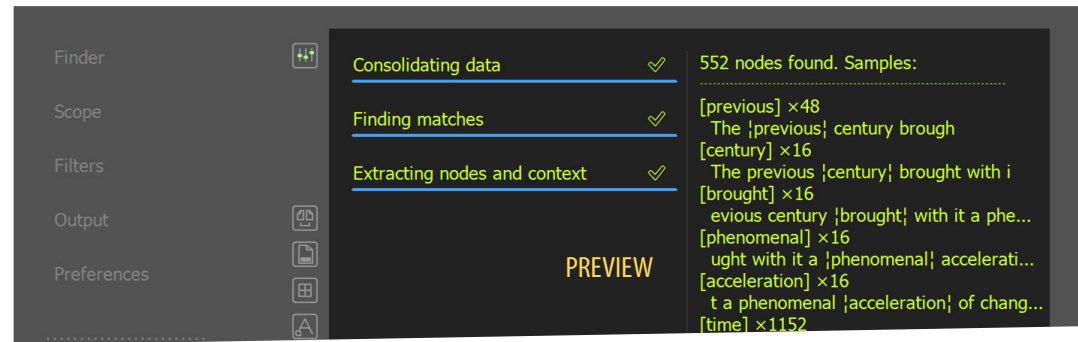 Finder
Scope
Filters
Output
Preferences
Consolidating data
Finding matches
Extracting nodes and context
PREVIEW
552 nodes found. Samples:
[previous] ×48
The ¦previous¦ century brough
[century] ×16
The previous ¦century¦ brought with i
[brought] ×16
evious century ¦brought¦ with it a phe...
[phenomenal] ×16
ught with it a ¦phenomenal¦ accelerati...
[acceleration] ×16
t a phenomenal ¦acceleration¦ of chang...
[time] ×1152